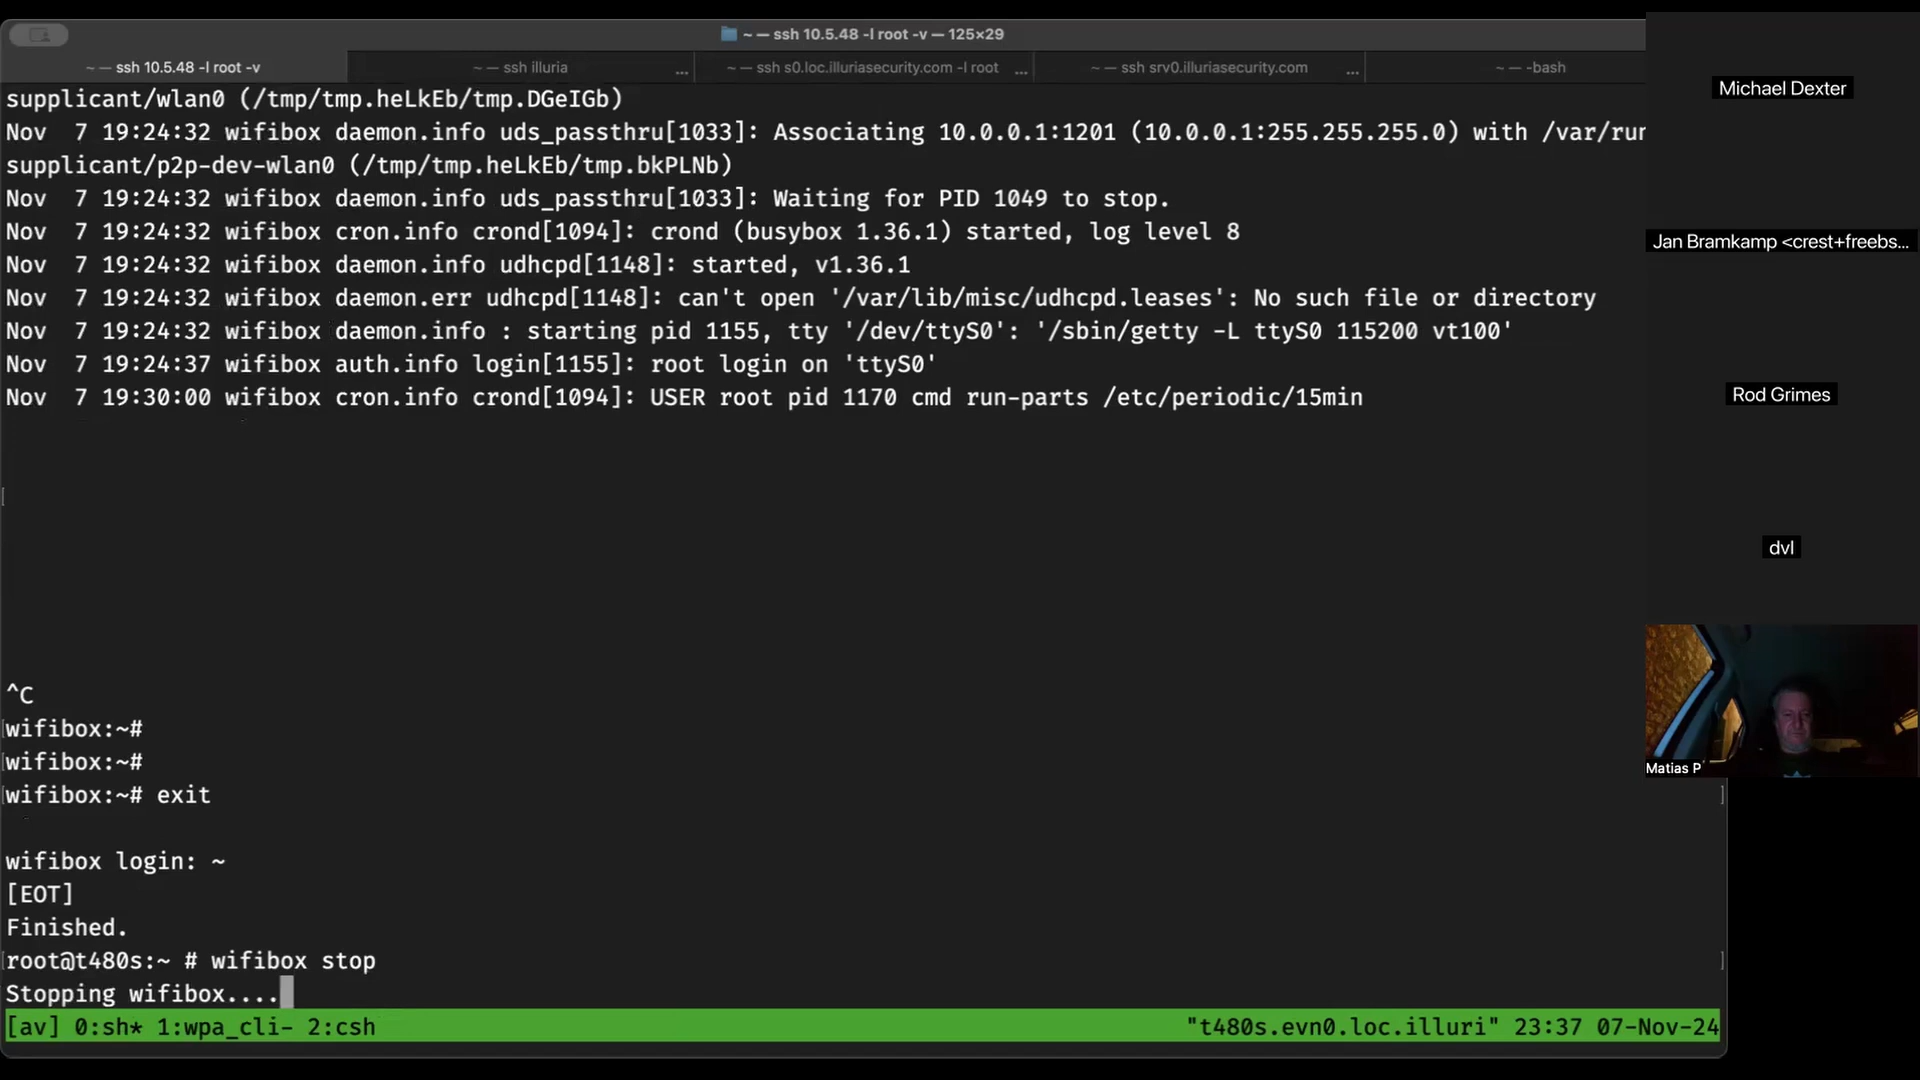 ~ — ssh 10.5.48 -l root -v — 125×29
~ — ssh 10.5.48 -l root -v
~ — ssh illuria ...
~ — ssh s0.loc.illuriasecurity.com -l root ...
~ — ssh srv0.illuriasecurity.com ...
~ — -bash
supplicant/wlan0 (/tmp/tmp.heLkEb/tmp.DGeIGb)
Nov  7 19:24:32 wifibox daemon.info uds_passthru[1033]: Associating 10.0.0.1:1201 (10.0.0.1:255.255.255.0) with /var/run
supplicant/p2p-dev-wlan0 (/tmp/tmp.heLkEb/tmp.bkPLNb)
Nov  7 19:24:32 wifibox daemon.info uds_passthru[1033]: Waiting for PID 1049 to stop.
Nov  7 19:24:32 wifibox cron.info crond[1094]: crond (busybox 1.36.1) started, log level 8
Nov  7 19:24:32 wifibox daemon.info udhcpd[1148]: started, v1.36.1
Nov  7 19:24:32 wifibox daemon.err udhcpd[1148]: can't open '/var/lib/misc/udhcpd.leases': No such file or directory
Nov  7 19:24:32 wifibox daemon.info : starting pid 1155, tty '/dev/ttyS0': '/sbin/getty -L ttyS0 115200 vt100'
Nov  7 19:24:37 wifibox auth.info login[1155]: root login on 'ttyS0'
Nov  7 19:30:00 wifibox cron.info crond[1094]: USER root pid 1170 cmd run-parts /etc/periodic/15min
^C
wifibox:~#
wifibox:~#
wifibox:~# exit
wifibox login: ~
[EOT]
Finished.
root@t480s:~ # wifibox stop
Stopping wifibox....
[av] 0:sh* 1:wpa_cli- 2:csh "t480s.evn0.loc.illuri" 23:37 07-Nov-24
Michael Dexter
Jan Bramkamp <crest+freebs...
Rod Grimes
dvl
Matias P